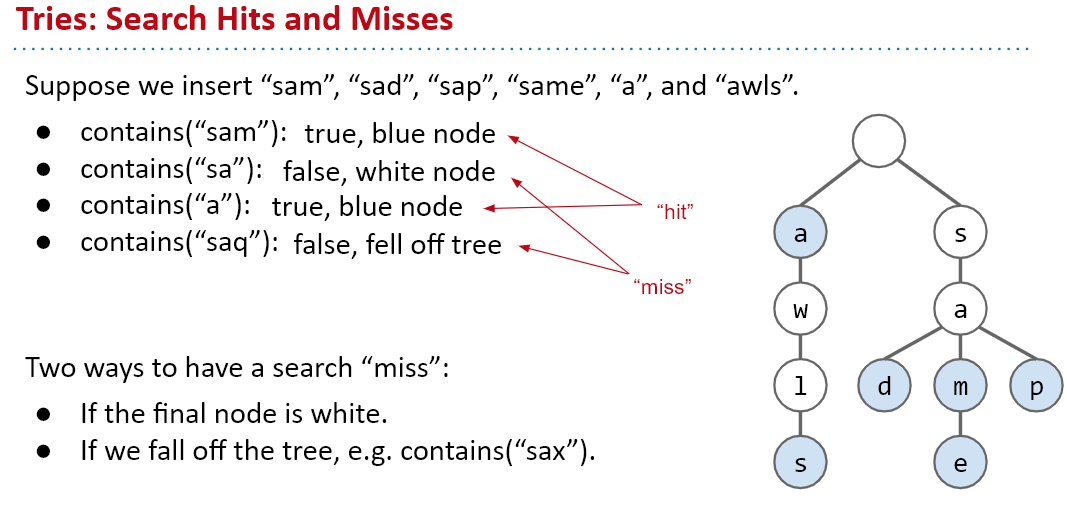 Tries: Search Hits and Misses
Suppose we insert “sam”, “sad”, “sap”, “same”, “a”, and “awls”.
● contains(“sam”): true, blue node
● contains(“sa”): false, white node
● contains(“a”): true, blue node
● contains(“saq”): false, fell off tree
“hit”
“miss”
Two ways to have a search “miss”:
● If the final node is white.
● If we fall off the tree, e.g. contains(“sax”).
a s
w a
l d m p
s e